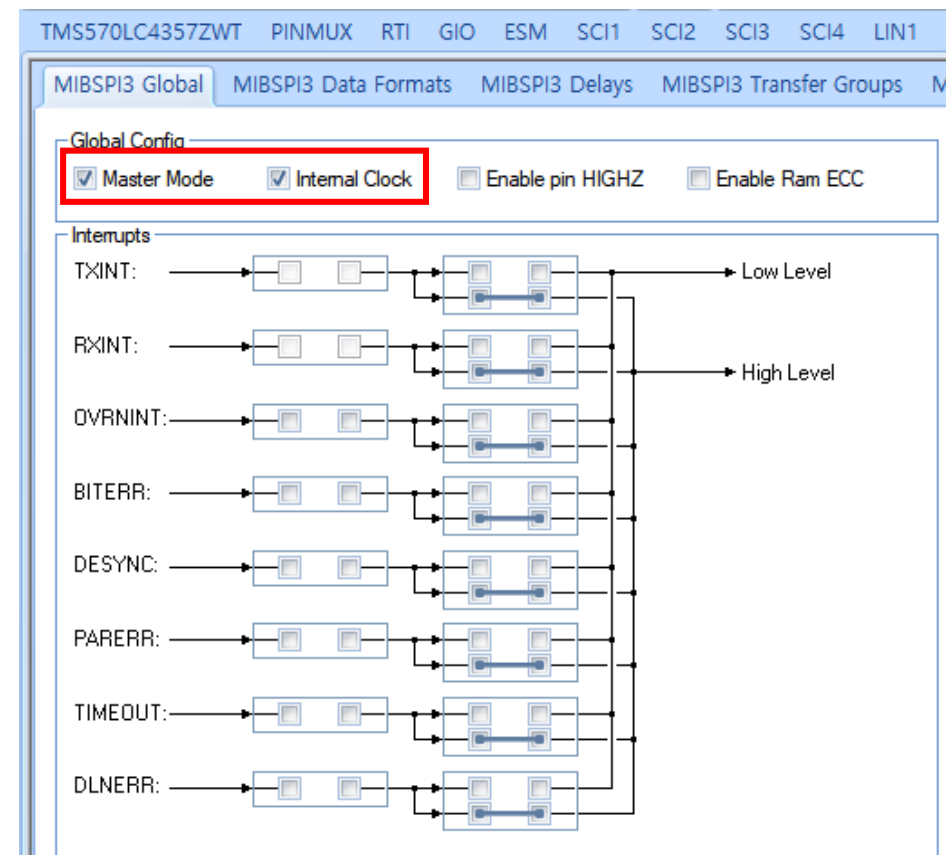 TMS570LC4357ZWT PINMUX RTI GIO ESM SCI1 SCI2 SCI3 SCI4 LIN1
MIBSPI3 Global MIBSPI3 Data Formats MIBSPI3 Delays MIBSPI3 Transfer Groups M
Global Config
Master Mode Internal Clock Enable pin HIGHZ Enable Ram ECC
Interrupts
TXINT: Low Level
RXINT:
High Level
OVRNINT:
BITERR:
DESYNC:
PARERR:
TIMEOUT:
DLNERR: